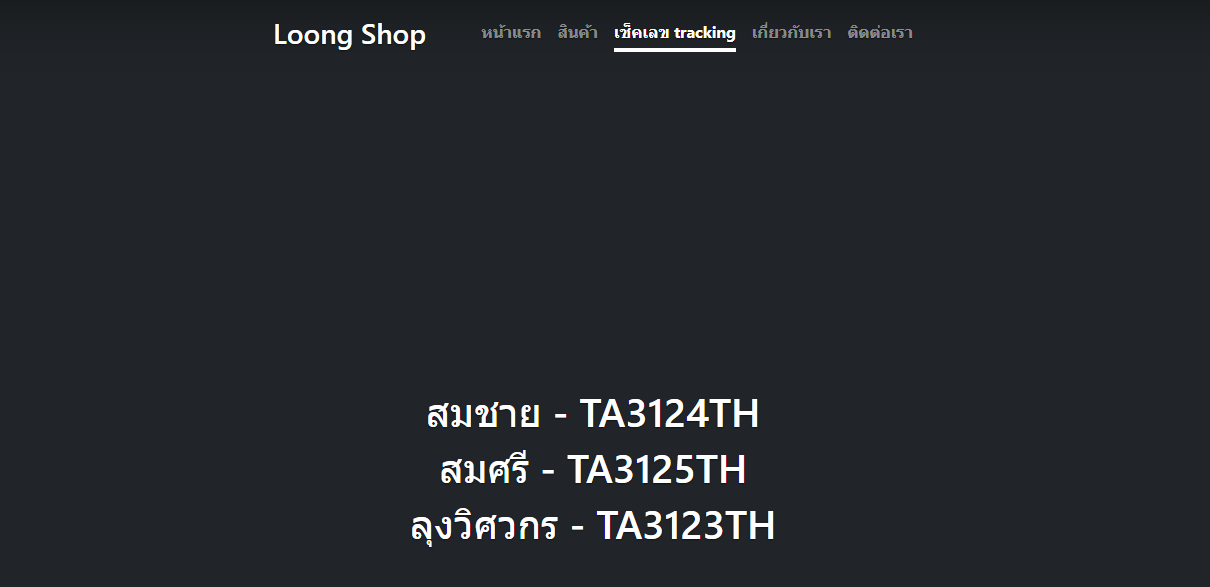 Loong Shop หน้าแรก สินค้า เช็คเลข tracking เกี่ยวกับเรา ติดต่อเรา
สมชาย - TA3124TH
สมศรี - TA3125TH
ลุงวิศวกร - TA3123TH